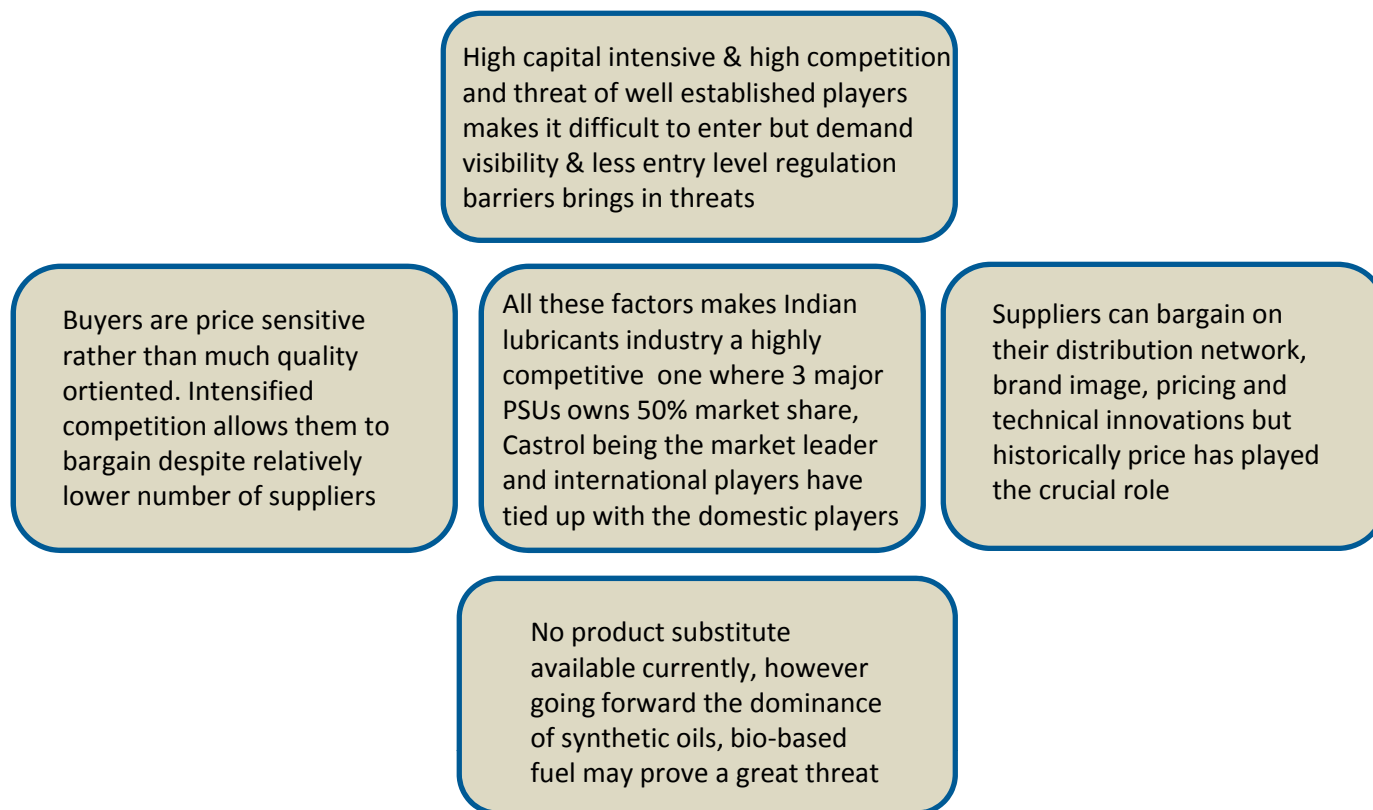 High capital intensive & high competition
and threat of well established players
makes it difficult to enter but demand
visibility & less entry level regulation
barriers brings in threats
Buyers are price sensitive
rather than much quality
ortiented. Intensified
competition allows them to
bargain despite relatively
lower number of suppliers
All these factors makes Indian
lubricants industry a highly
competitive one where 3 major
PSUs owns 50% market share,
Castrol being the market leader
and international players have
tied up with the domestic players
Suppliers can bargain on
their distribution network,
brand image, pricing and
technical innovations but
historically price has played
the crucial role
No product substitute
available currently, however
going forward the dominance
of synthetic oils, bio-based
fuel may prove a great threat